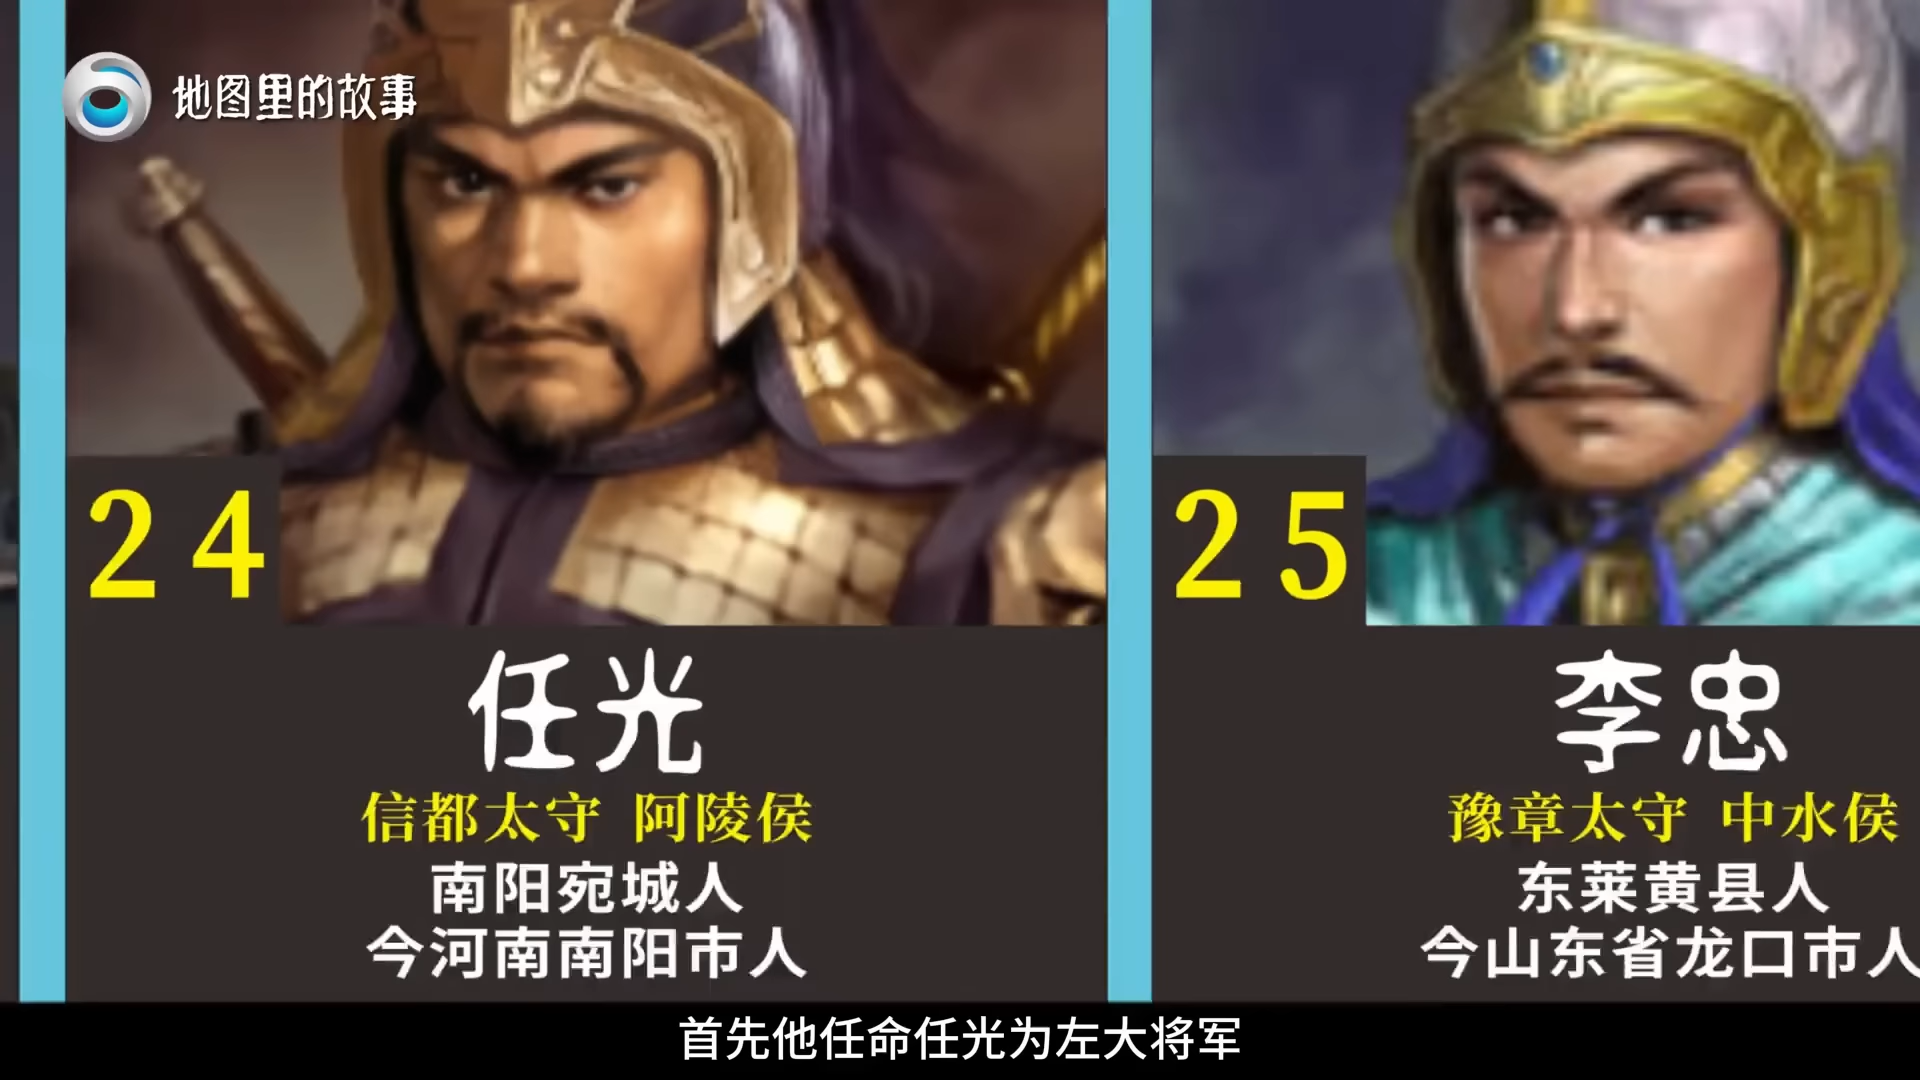 地图里的故事
24
任光
信都太守 阿陵侯
南阳宛城人
今河南南阳市人
25
李忠
豫章太守 中水侯
东莱黄县人
今山东省龙口市人
首先他任命任光为左大将军